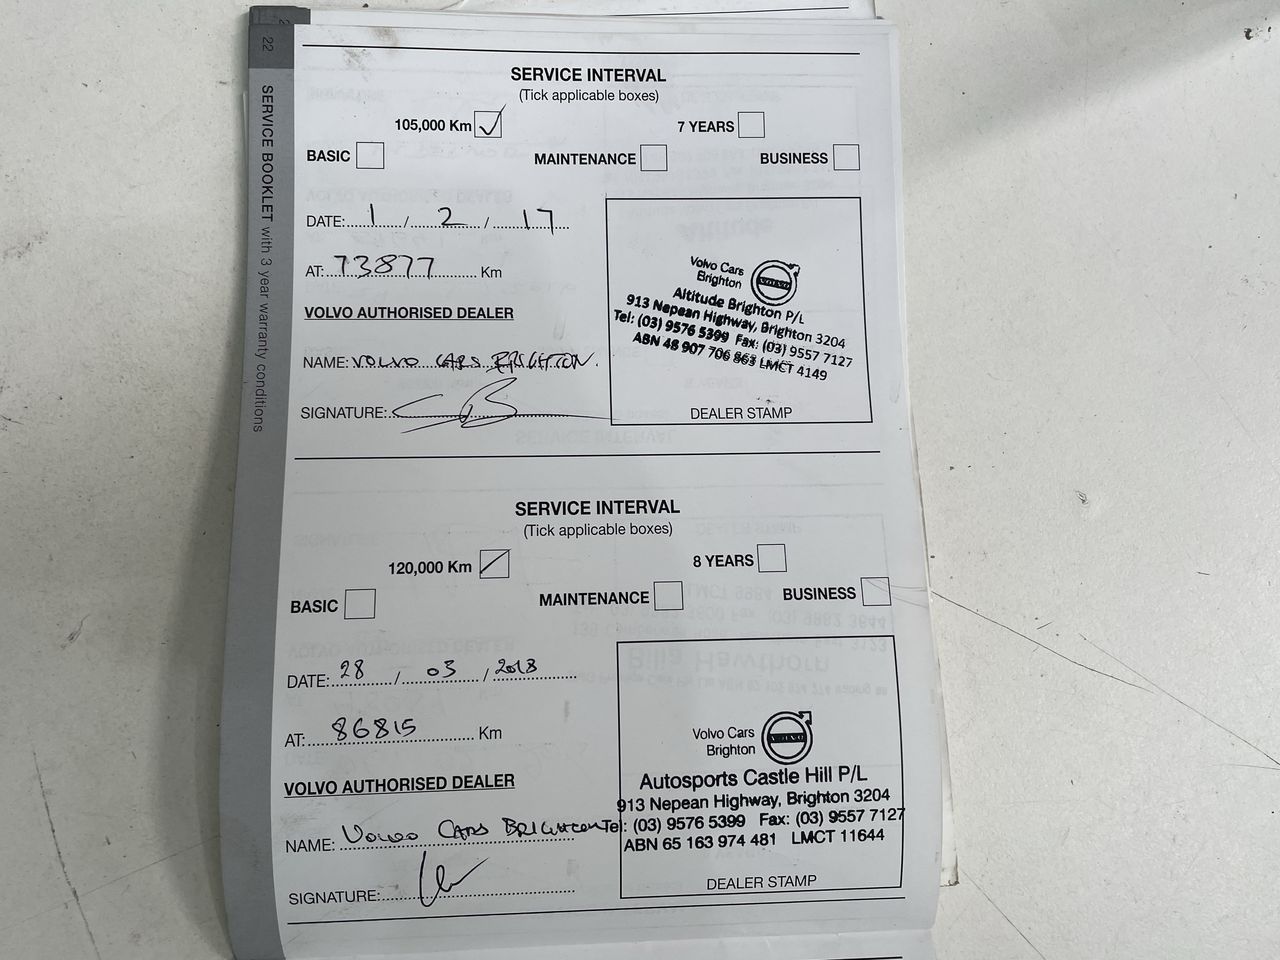 22
SERVICE BOOKLET with 3 year warranty conditions
SERVICE INTERVAL
(Tick applicable boxes)
105,000 Km
7 YEARS
BASIC
MAINTENANCE
BUSINESS
DATE: 1 / 2 / 17
AT: 73877 Km
VOLVO AUTHORISED DEALER
NAME: VOLVO CARS BRIGHTON.
SIGNATURE:
Volvo Cars
Brighton
VOLVO
Altitude Brighton P/L
913 Nepean Highway, Brighton 3204
Tel: (03) 9576 5399 Fax: (03) 9557 7127
ABN 48 907 706 863 LMCT 4149
DEALER STAMP
SERVICE INTERVAL
(Tick applicable boxes)
120,000 Km
8 YEARS
BASIC
MAINTENANCE
BUSINESS
DATE: 28 / 03 / 2018
AT: 86815 Km
VOLVO AUTHORISED DEALER
NAME: VOLVO CARS BRIGHTON
SIGNATURE:
Volvo Cars
Brighton
VOLVO
Autosports Castle Hill P/L
913 Nepean Highway, Brighton 3204
Tel: (03) 9576 5399 Fax: (03) 9557 7127
ABN 65 163 974 481 LMCT 11644
DEALER STAMP